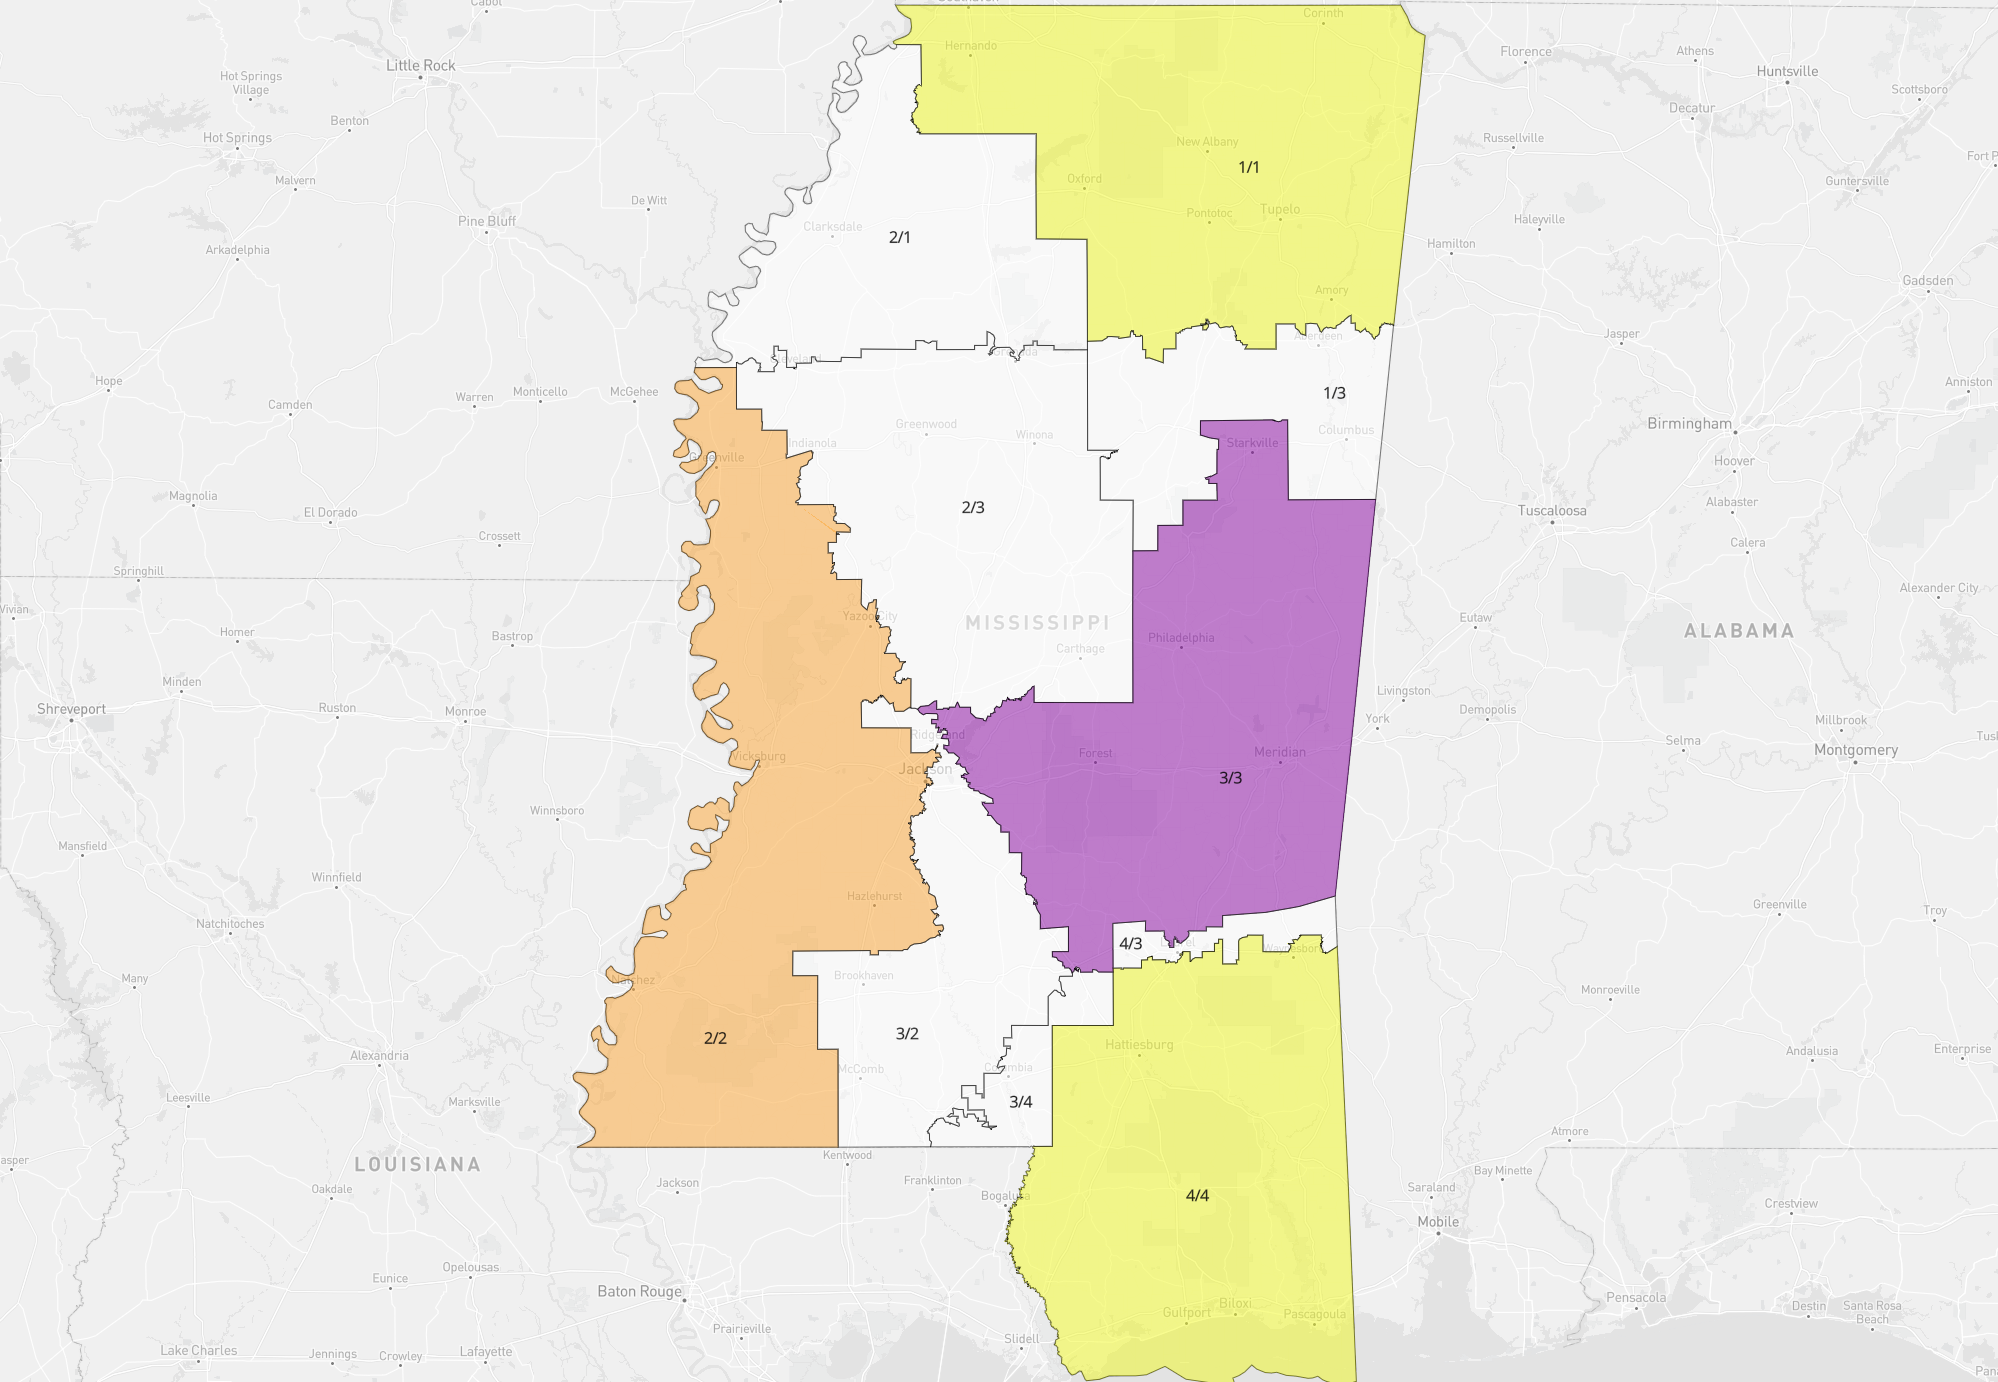 Cabot
Southaven
Corinth
Hernando
Florence
Athens
Huntsville
Little Rock
Hot Springs
Village
Scottsboro
Decatur
Benton
Hot Springs
Russellville
New Albany
Fort P
1/1
Malvern
Oxford
Guntersville
De Witt
Pontotoc
Tupelo
Haleyville
Pine Bluff
Clarksdale
2/1
Arkadelphia
Hamilton
Gadsden
Amory
Jasper
Aberdeen
Cleveland
Grenada
Hope
Anniston
Camden
Warren
Monticello
McGehee
1/3
Greenwood
Winona
Columbus
Birmingham
Indianola
Starkville
Greenville
Hoover
Magnolia
El Dorado
2/3
Alabaster
Tuscaloosa
Crossett
Calera
Springhill
Alexander City
Vivian
Yazoo City
MISSISSIPPI
Eutaw
Homer
Bastrop
Philadelphia
ALABAMA
Carthage
Minden
Livingston
Shreveport
Ruston
Monroe
York
Demopolis
Millbrook
Ridgeland
Selma
Tusk
Vicksburg
Forest
Meridian
Montgomery
Jackson
3/3
Winnsboro
Mansfield
Winnfield
Hazlehurst
Greenville
Natchitoches
Troy
4/3
Laurel
Waynesboro
Many
Natchez
Brookhaven
Monroeville
2/2
3/2
Hattiesburg
Alexandria
Andalusia
Enterprise
McComb
Columbia
Leesville
Marksville
3/4
Atmore
Kentwood
asper
LOUISIANA
Bay Minette
Oakdale
Jackson
Franklinton
Bogalusa
Saraland
4/4
Crestview
Mobile
Opelousas
Eunice
Baton Rouge
Biloxi
Gulfport
Pascagoula
Pensacola
Destin
Santa Rosa
Beach
Prairieville
Slidell
Lake Charles
Jennings
Crowley
Lafayette
Pan